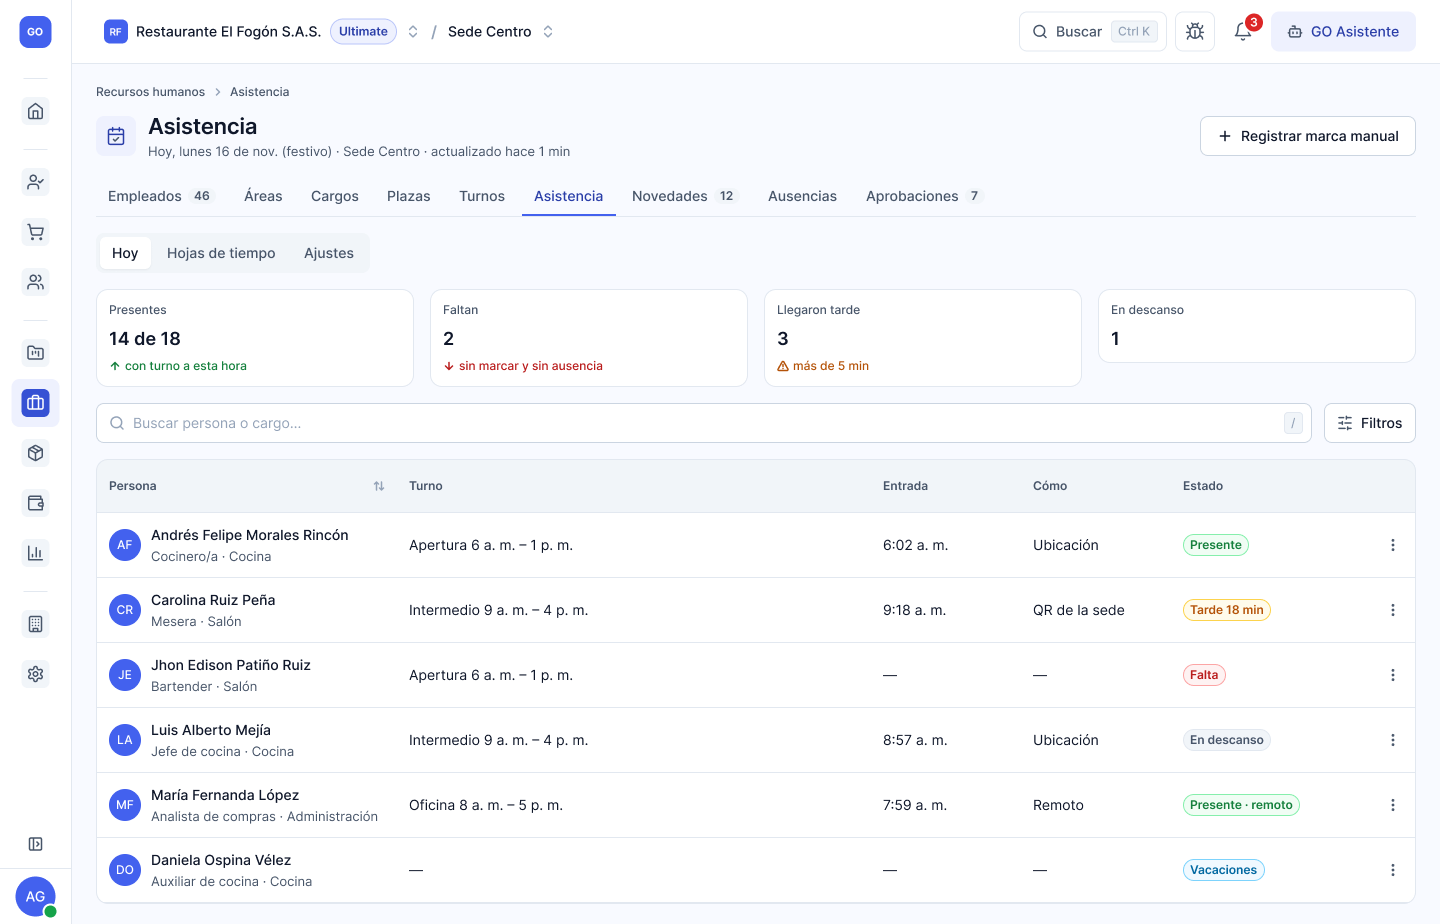 GO
RF Restaurante El Fogón S.A.S. Ultimate / Sede Centro
Buscar Ctrl K
3
GO Asistente
Recursos humanos > Asistencia
Asistencia
Hoy, lunes 16 de nov. (festivo) · Sede Centro · actualizado hace 1 min
+ Registrar marca manual
Empleados 46 Áreas Cargos Plazas Turnos Asistencia Novedades 12 Ausencias Aprobaciones 7
Hoy Hojas de tiempo Ajustes
Presentes
14 de 18
↑ con turno a esta hora
Faltan
2
↓ sin marcar y sin ausencia
Llegaron tarde
3
más de 5 min
En descanso
1
Buscar persona o cargo... /
Filtros
Persona Turno Entrada Cómo Estado
AF Andrés Felipe Morales Rincón
Cocinero/a · Cocina
Apertura 6 a. m. – 1 p. m. 6:02 a. m. Ubicación Presente
CR Carolina Ruiz Peña
Mesera · Salón
Intermedio 9 a. m. – 4 p. m. 9:18 a. m. QR de la sede Tarde 18 min
JE Jhon Edison Patiño Ruiz
Bartender · Salón
Apertura 6 a. m. – 1 p. m. — — Falta
LA Luis Alberto Mejía
Jefe de cocina · Cocina
Intermedio 9 a. m. – 4 p. m. 8:57 a. m. Ubicación En descanso
MF María Fernanda López
Analista de compras · Administración
Oficina 8 a. m. – 5 p. m. 7:59 a. m. Remoto Presente · remoto
DO Daniela Ospina Vélez
Auxiliar de cocina · Cocina
— — — Vacaciones
AG